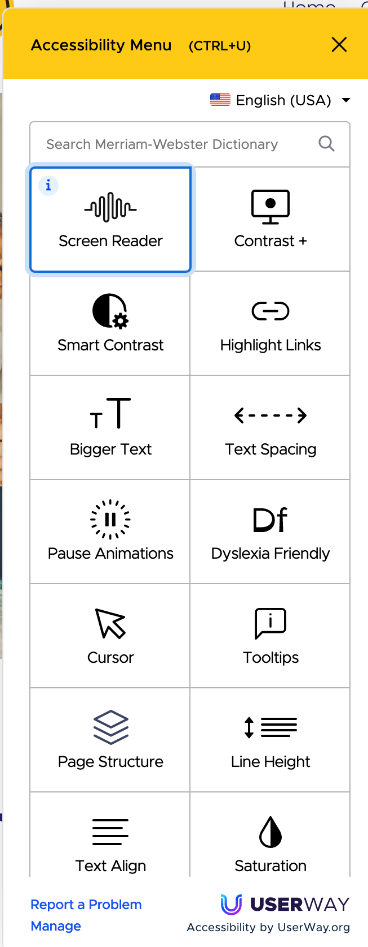 Accessibility Menu (CTRL+U)
English (USA)
Search Merriam-Webster Dictionary
Screen Reader
Contrast +
Smart Contrast
Highlight Links
Bigger Text
Text Spacing
Pause Animations
Df
Dyslexia Friendly
Cursor
Tooltips
Page Structure
Line Height
Text Align
Saturation
Report a Problem
Manage
USERWAY
Accessibility by UserWay.org